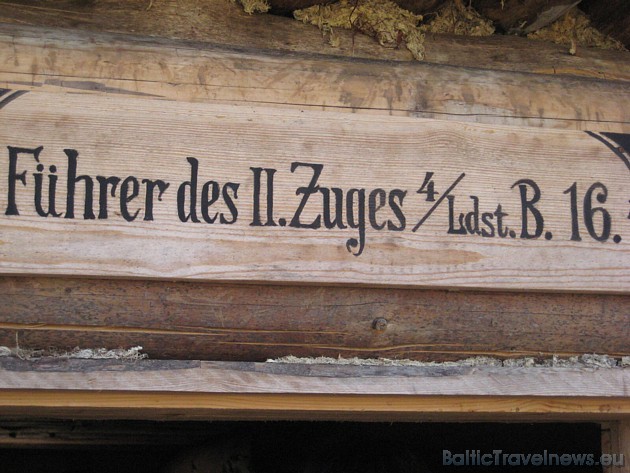 Führer des II. Zuges 4/Ldst. B. 16.
BalticTravelnews.eu